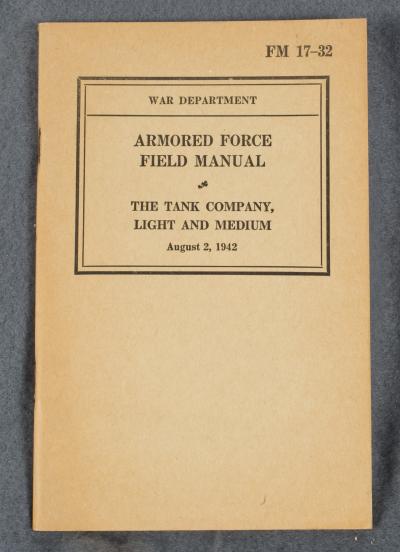 FM 17–32
WAR DEPARTMENT
ARMORED FORCE
FIELD MANUAL
THE TANK COMPANY,
LIGHT AND MEDIUM
August 2, 1942